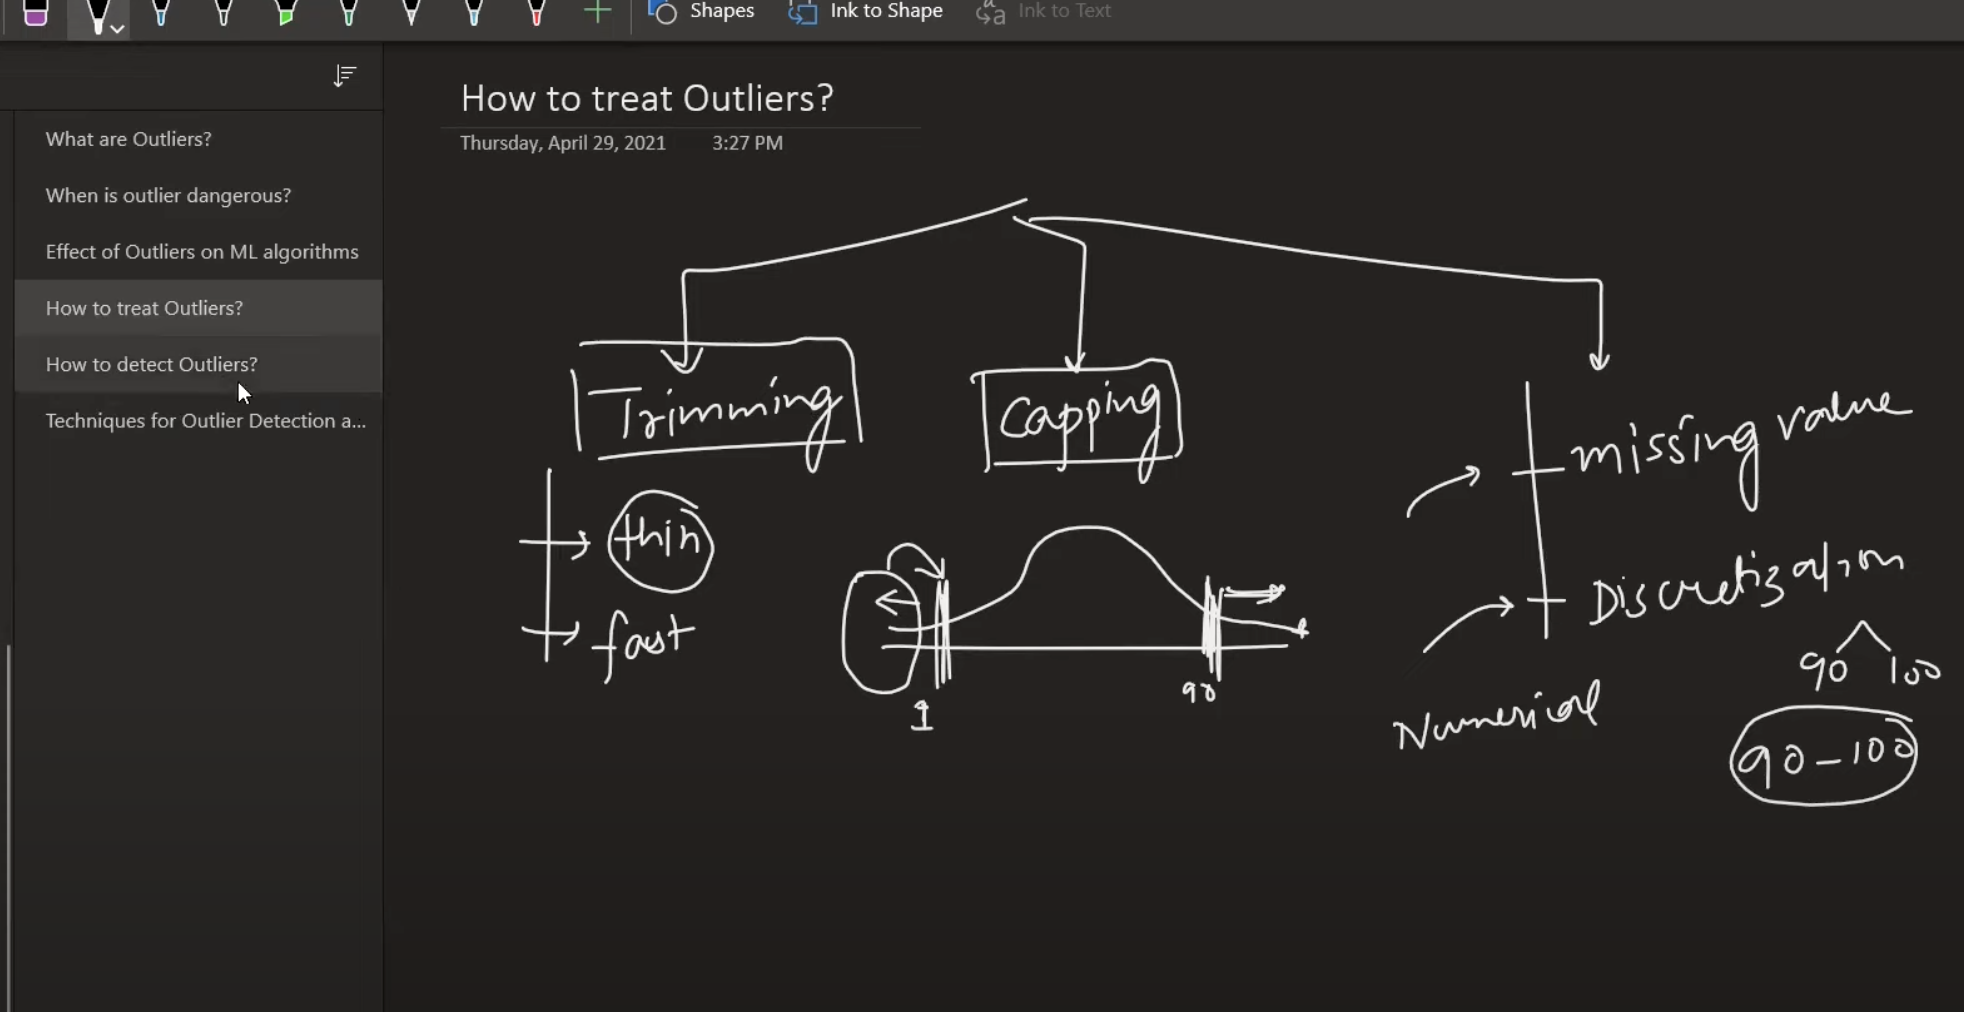 Shapes
Ink to Shape
Ink to Text
What are Outliers?
When is outlier dangerous?
Effect of Outliers on ML algorithms
How to treat Outliers?
How to detect Outliers?
Techniques for Outlier Detection a...
How to treat Outliers?
Thursday, April 29, 2021 3:27 PM
Trimming
thin
fast
Capping
1
90
missing value
Discretization
90 100
Numerical
90-100